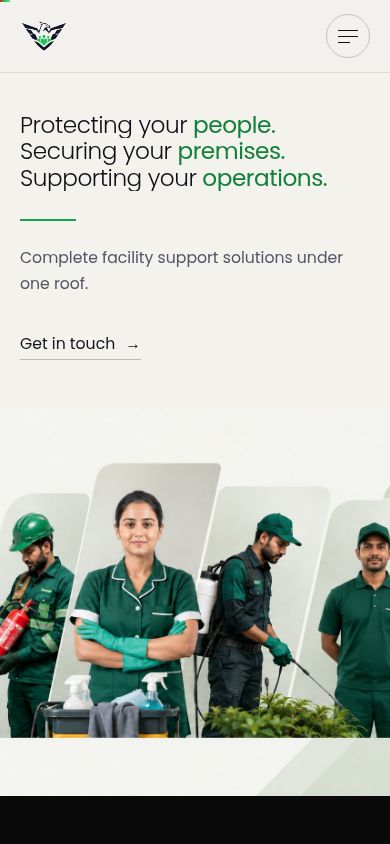 Protecting your people.
Securing your premises.
Supporting your operations.
Complete facility support solutions under
one roof.
Get in touch →